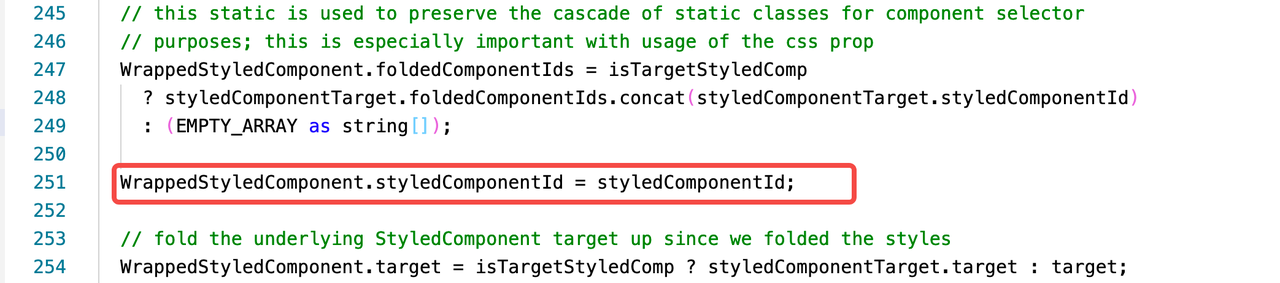 245 // this static is used to preserve the cascade of static classes for component selector
246 // purposes; this is especially important with usage of the css prop
247 WrappedStyledComponent.foldedComponentIds = isTargetStyledComp
248 ? styledComponentTarget.foldedComponentIds.concat(styledComponentTarget.styledComponentId)
249 : (EMPTY_ARRAY as string[]);
250
251 WrappedStyledComponent.styledComponentId = styledComponentId;
252
253 // fold the underlying StyledComponent target up since we folded the styles
254 WrappedStyledComponent.target = isTargetStyledComp ? styledComponentTarget.target : target;